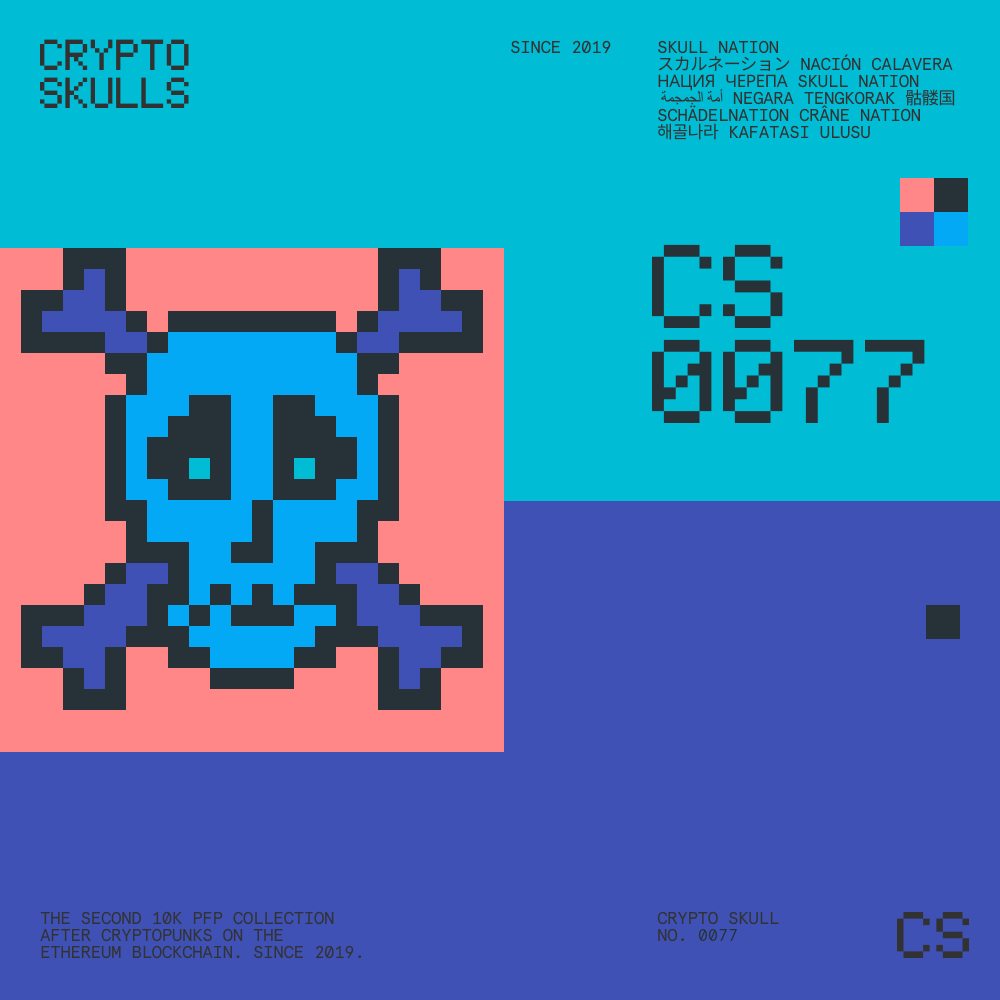 CRYPTO
SKULLS
SINCE 2019
SKULL NATION
スカルネーション NACIÓN CALAVERA
НАЦИЯ ЧЕРЕПА SKULL NATION
أمة الجمجمة NEGARA TENGKORAK 骷髅国
SCHÄDELNATION CRÂNE NATION
해골나라 KAFATASI ULUSU
CS
0077
THE SECOND 10K PFP COLLECTION
AFTER CRYPTOPUNKS ON THE
ETHEREUM BLOCKCHAIN. SINCE 2019.
CRYPTO SKULL
NO. 0077
CS